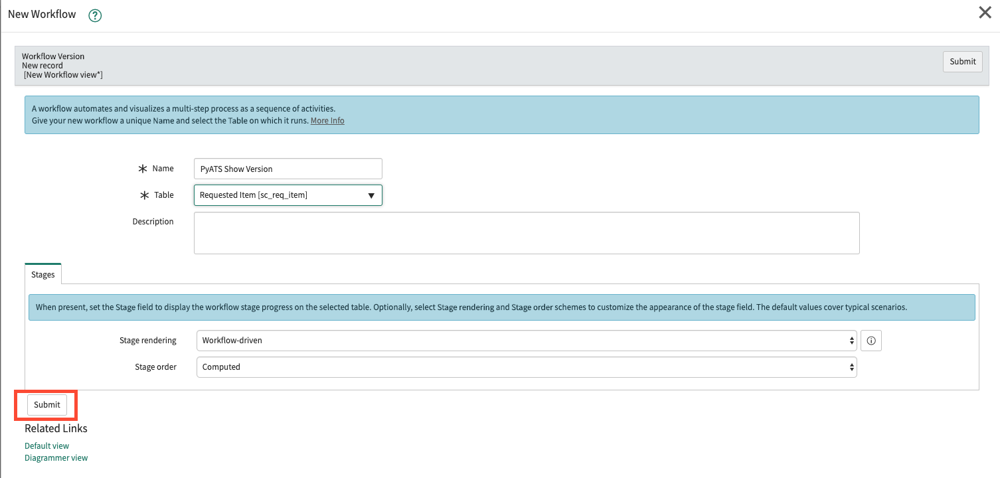 New Workflow ?
Workflow Version
New record
[New Workflow view*]
Submit
A workflow automates and visualizes a multi-step process as a sequence of activities.
Give your new workflow a unique Name and select the Table on which it runs. More Info
Name PyATS Show Version
Table Requested Item [sc_req_item]
Description
Stages
When present, set the Stage field to display the workflow stage progress on the selected table. Optionally, select Stage rendering and Stage order schemes to customize the appearance of the stage field. The default values cover typical scenarios.
Stage rendering Workflow-driven
Stage order Computed
Submit
Related Links
Default view
Diagrammer view